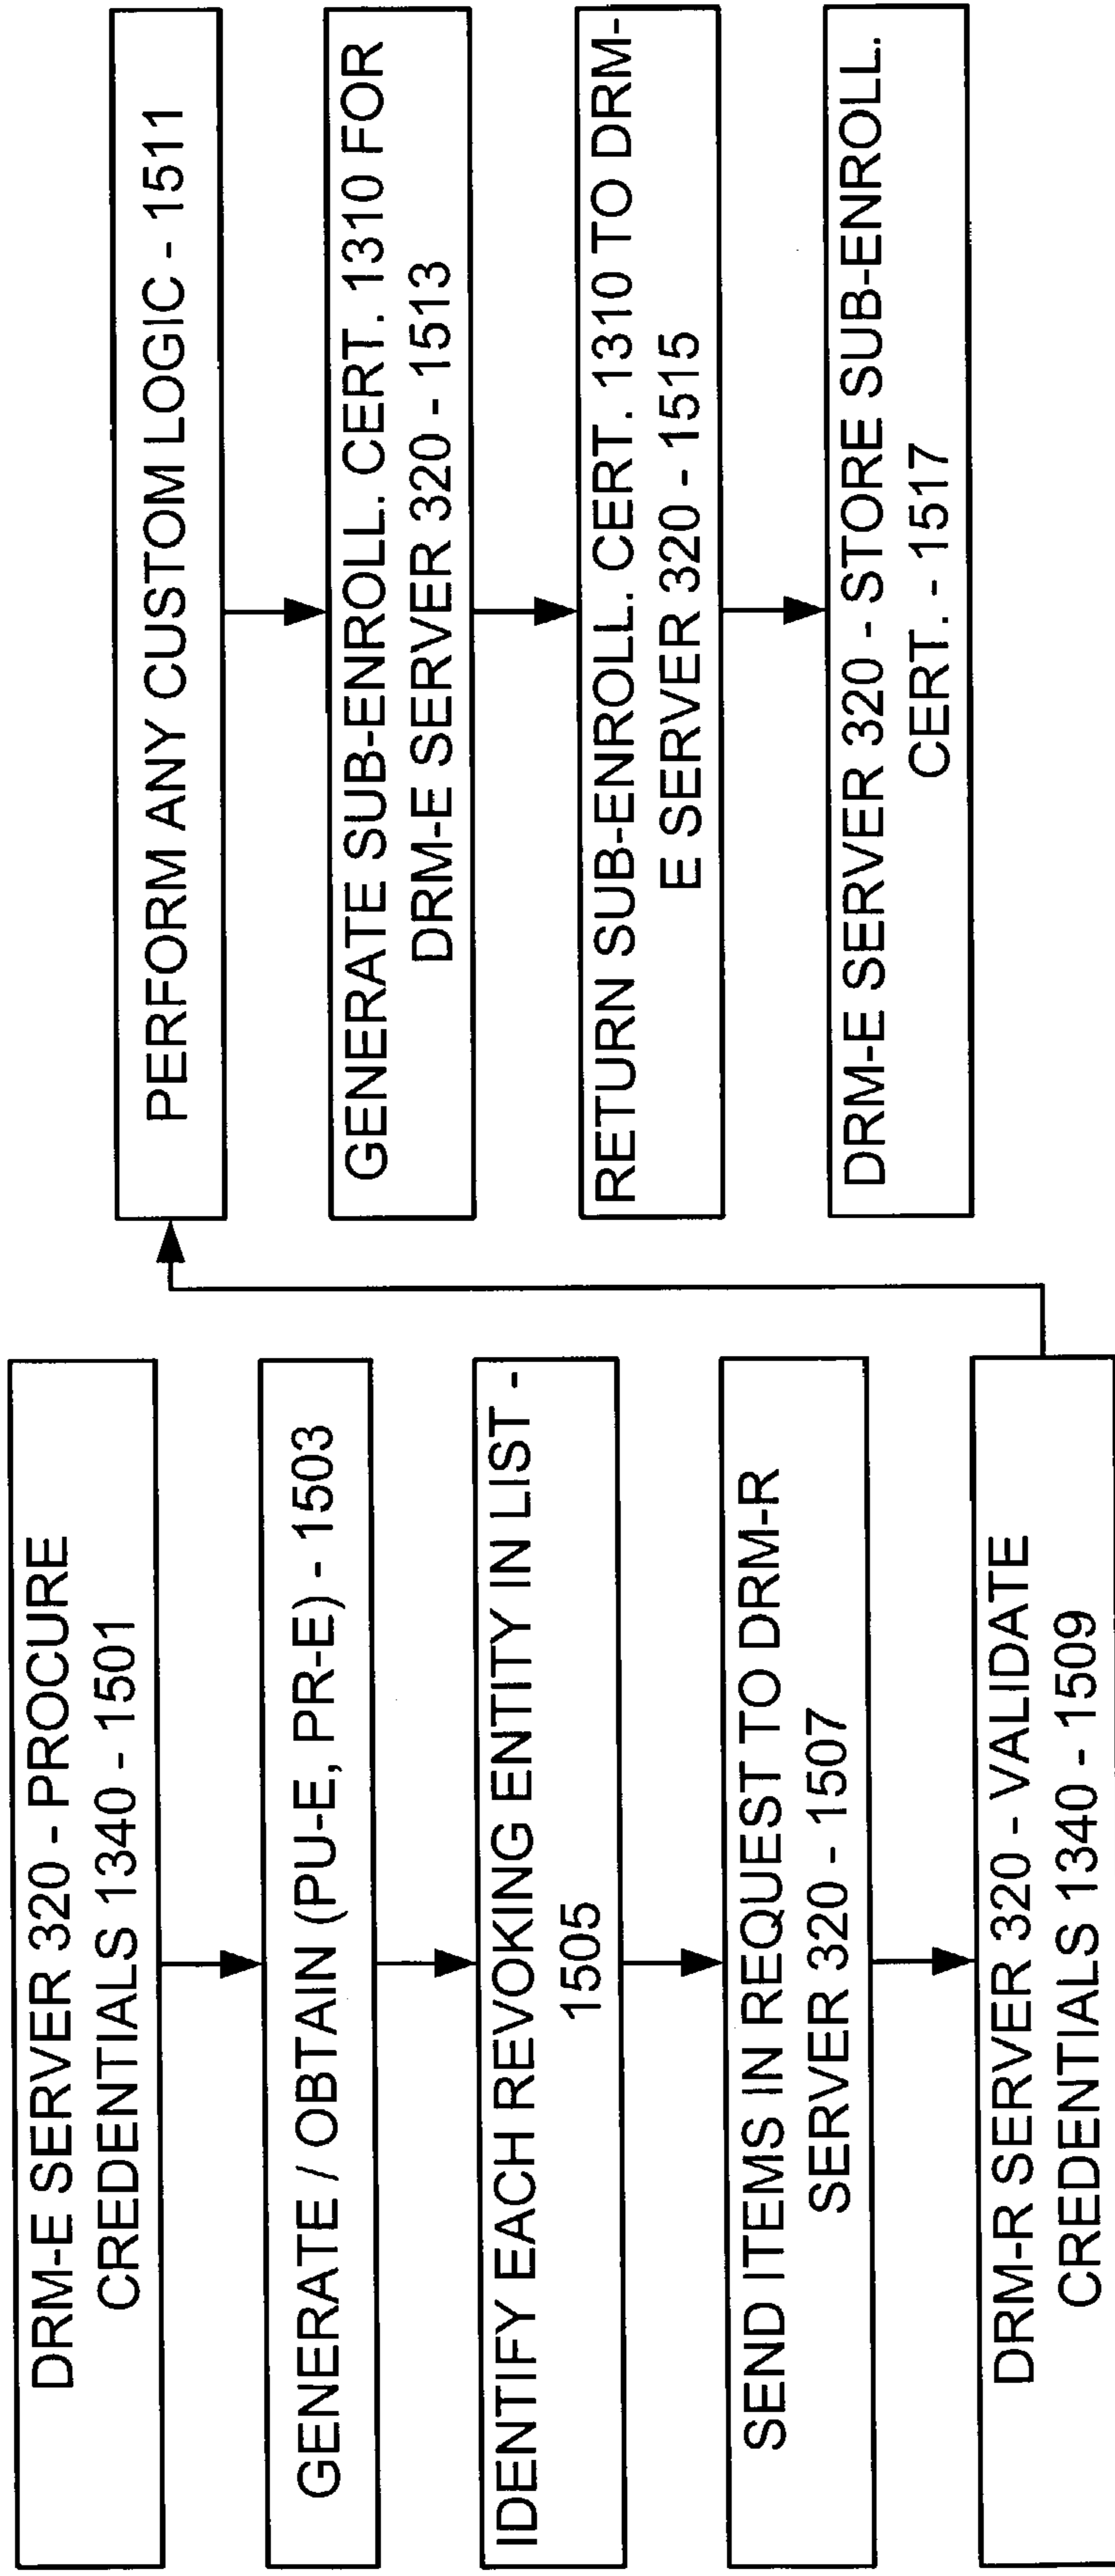 DRM-E SERVER 320 - PROCURE
CREDENTIALS 1340 - 1501
GENERATE / OBTAIN (PU-E, PR-E) - 1503
IDENTIFY EACH REVOKING ENTITY IN LIST -
1505
SEND ITEMS IN REQUEST TO DRM-R
SERVER 320 - 1507
DRM-R SERVER 320 - VALIDATE
CREDENTIALS 1340 - 1509
PERFORM ANY CUSTOM LOGIC - 1511
GENERATE SUB-ENROLL. CERT. 1310 FOR
DRM-E SERVER 320 - 1513
RETURN SUB-ENROLL. CERT. 1310 TO DRM-
E SERVER 320 - 1515
DRM-E SERVER 320 - STORE SUB-ENROLL.
CERT. - 1517